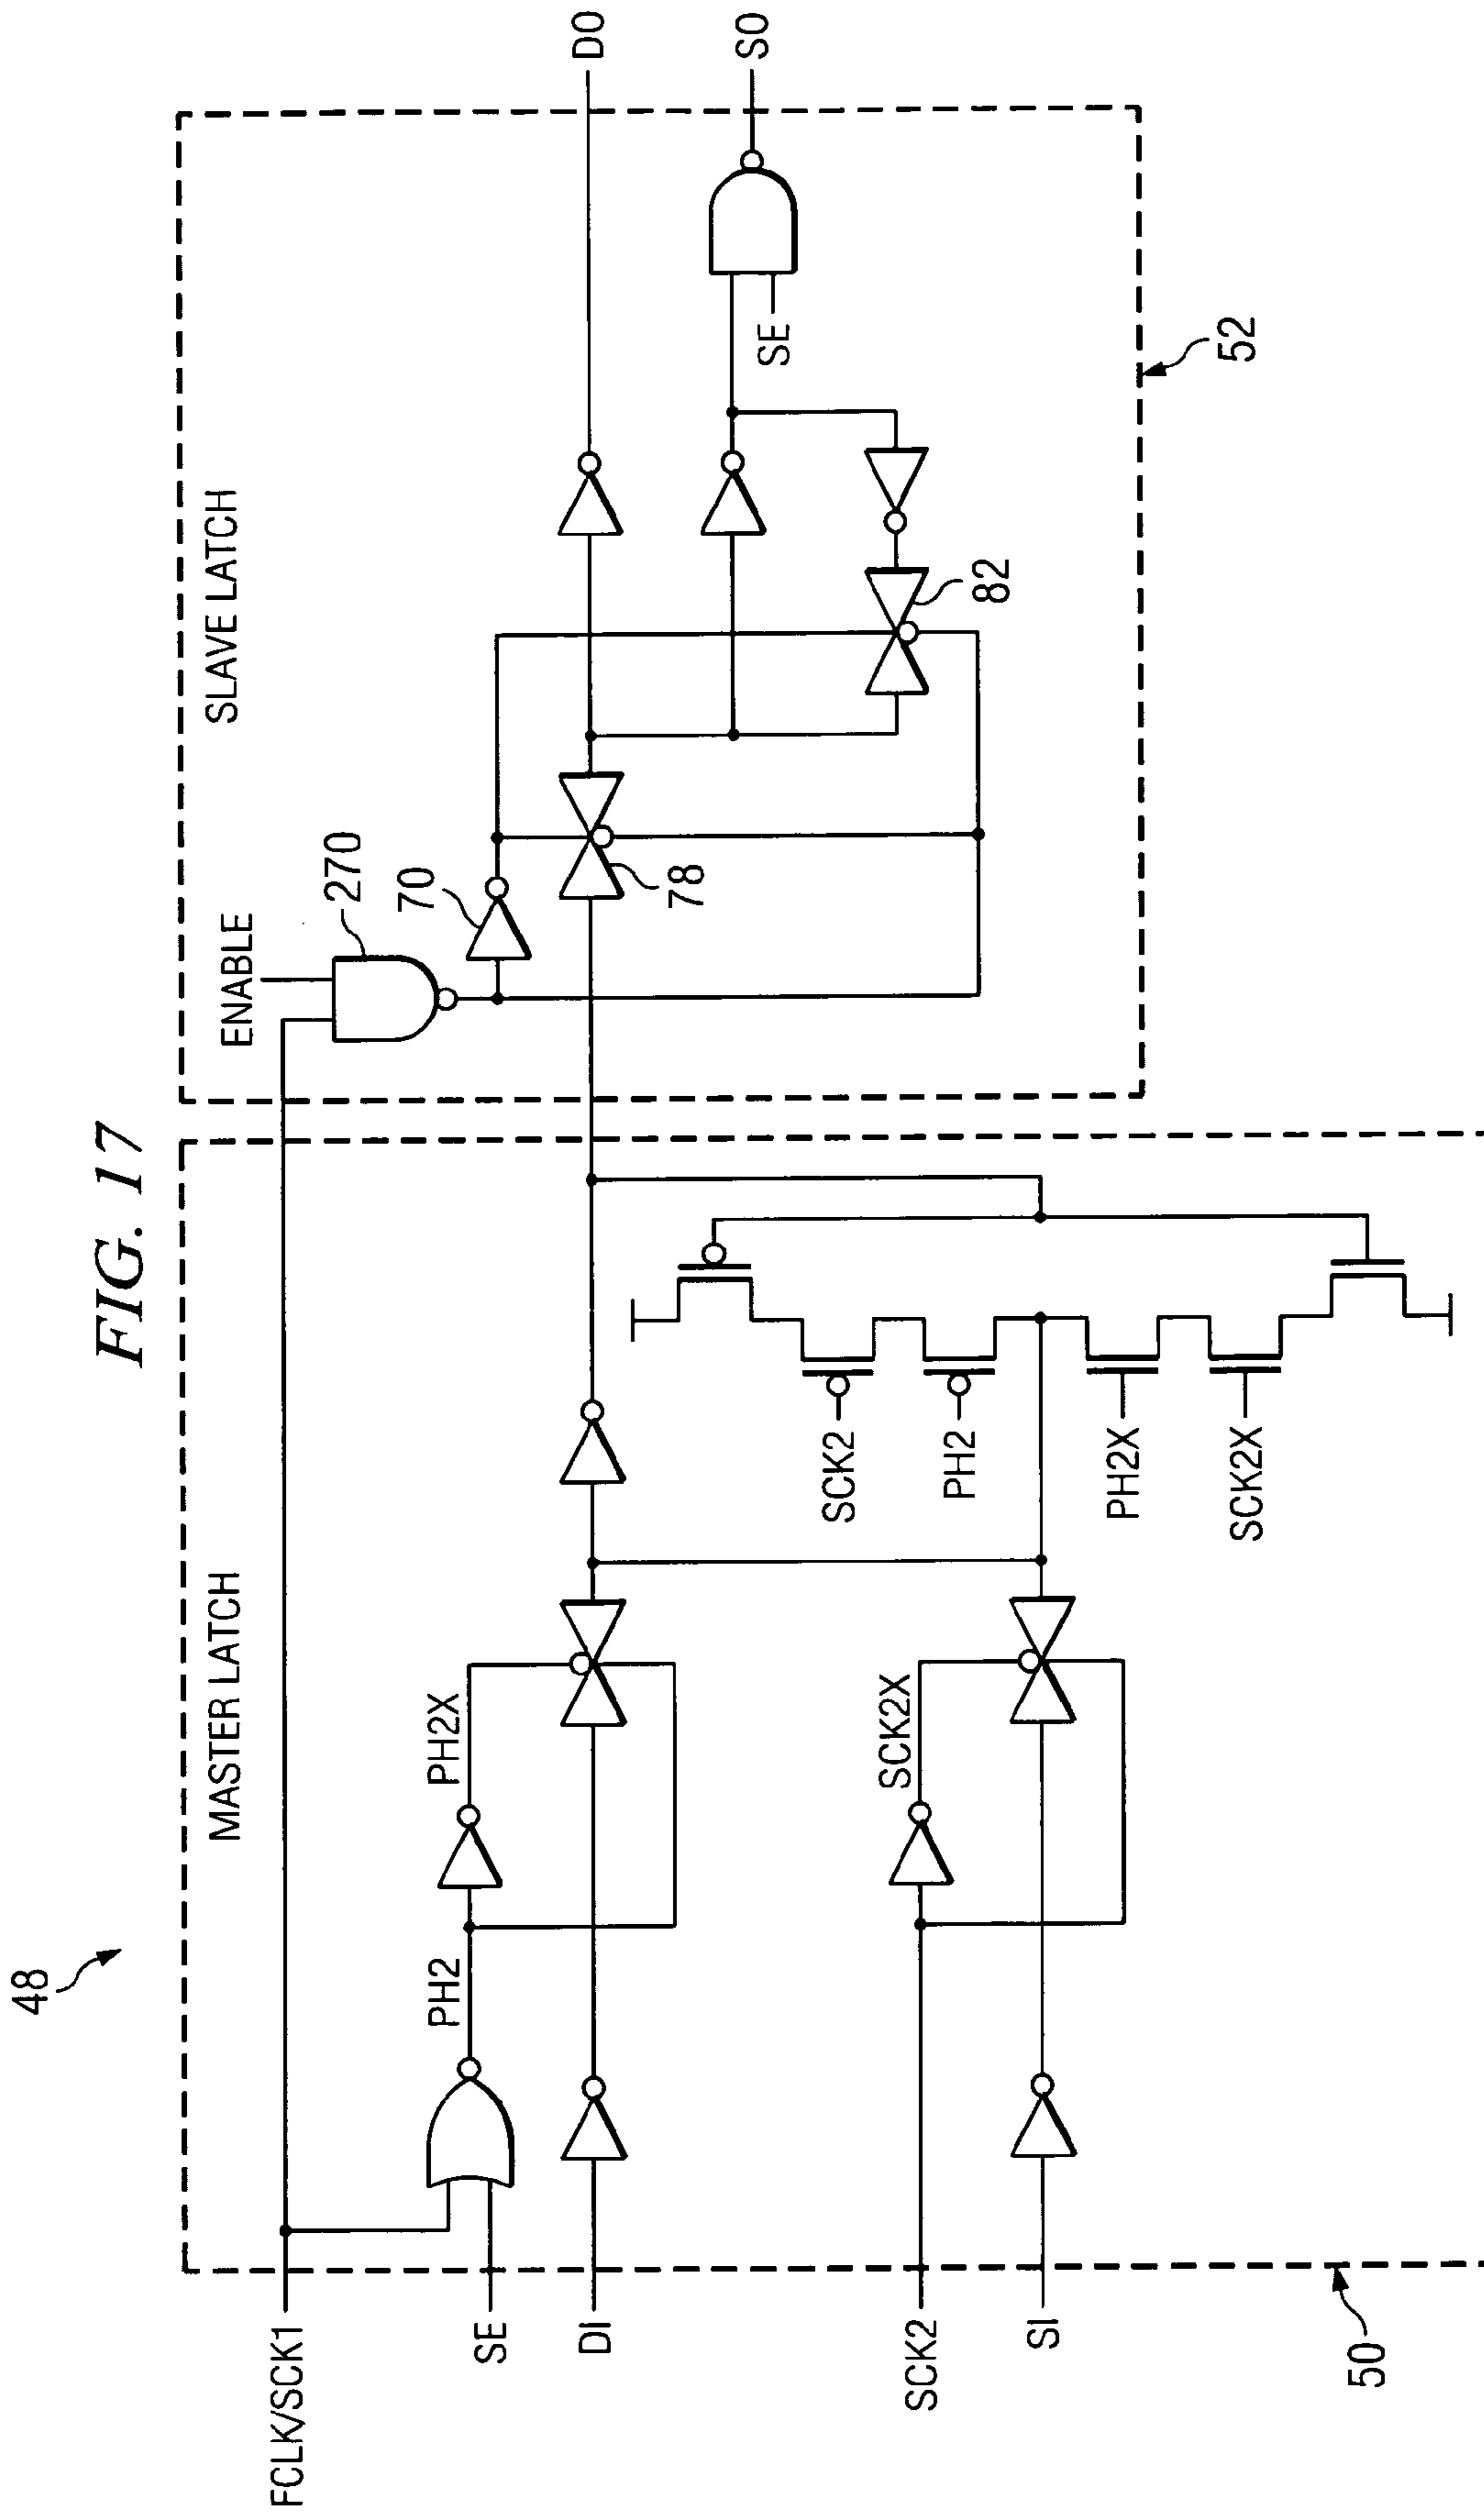 FIG. 17
48
MASTER LATCH
SLAVE LATCH
FCLK/SCK1
SE
DI
SCK2
SI
50
PH2
PH2X
SCK2X
SCK2
PH2
PH2X
SCK2X
ENABLE
270
70
78
82
SE
52
DO
SO